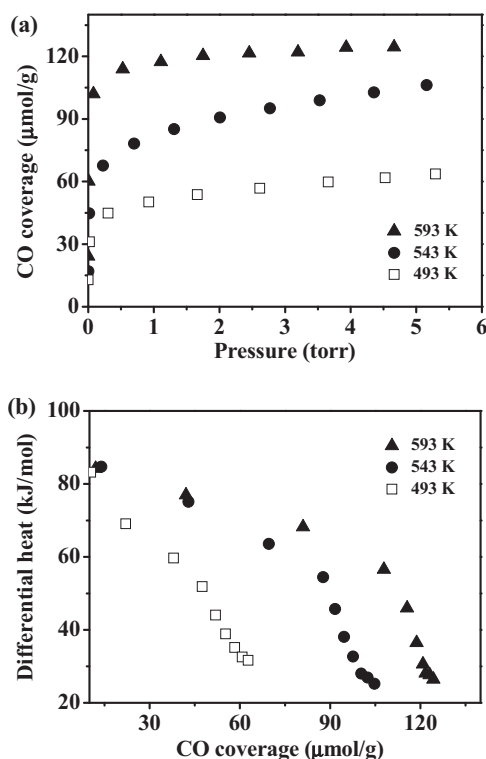 (a)
CO coverage (μmol/g)
150
120
90
60
30
0
593 K
543 K
493 K
0 1 2 3 4 5 6
Pressure (torr)
(b)
Differential heat (kJ/mol)
100
80
60
40
20
593 K
543 K
493 K
30 60 90 120
CO coverage (μmol/g)